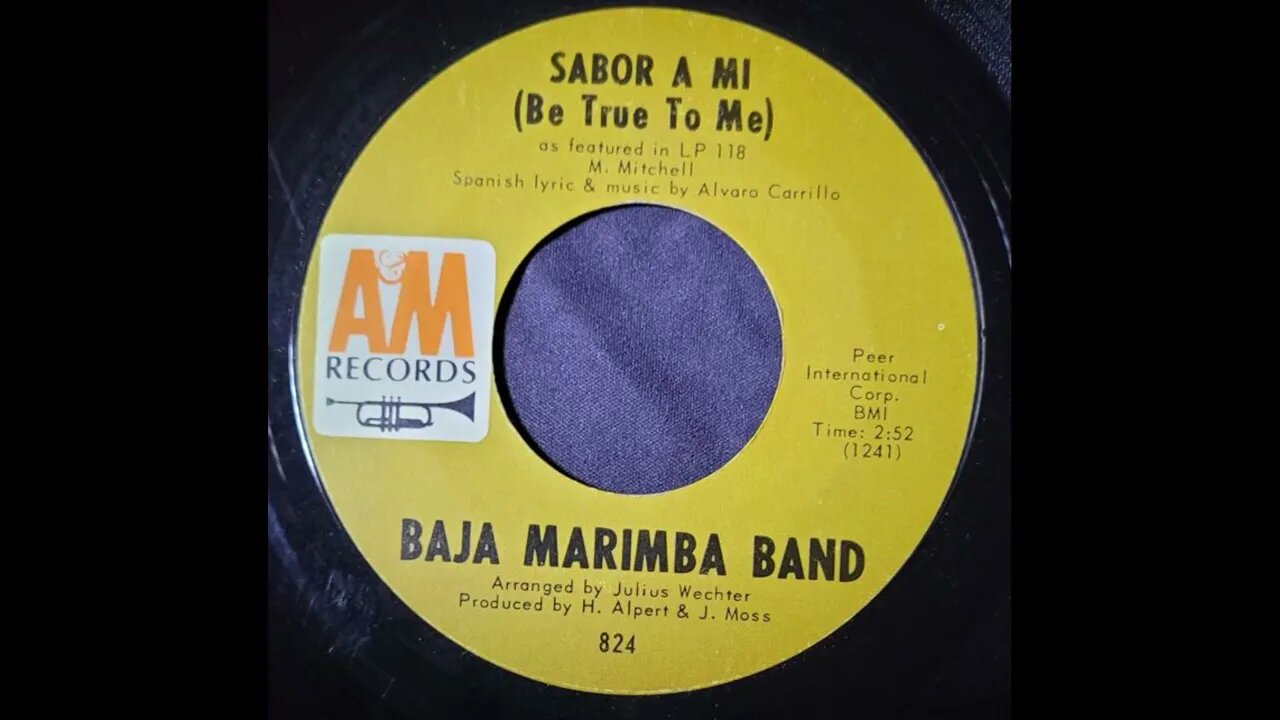 SABOR A MI
(Be True To Me)
as featured in LP 118
M. Mitchell
Spanish lyric & music by Alvaro Carrillo
A&M
RECORDS
Peer
International
Corp.
BMI
Time: 2:52
(1241)
BAJA MARIMBA BAND
Arranged by Julius Wechter
Produced by H. Alpert & J. Moss
824